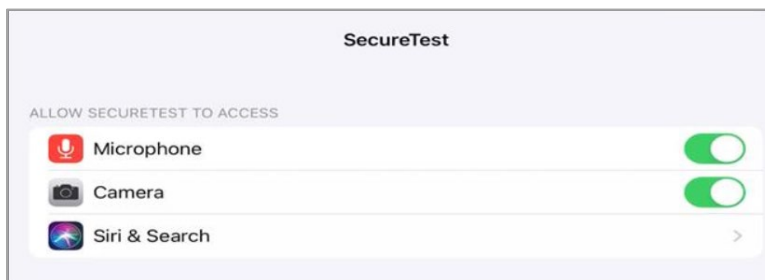 SecureTest
ALLOW SECURETEST TO ACCESS
Microphone
Camera
Siri & Search